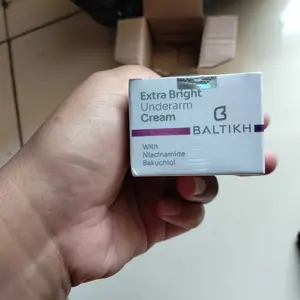 Extra Bright
Underarm
Cream
BALTIKH
With
Niacinamide
Bakuchiol